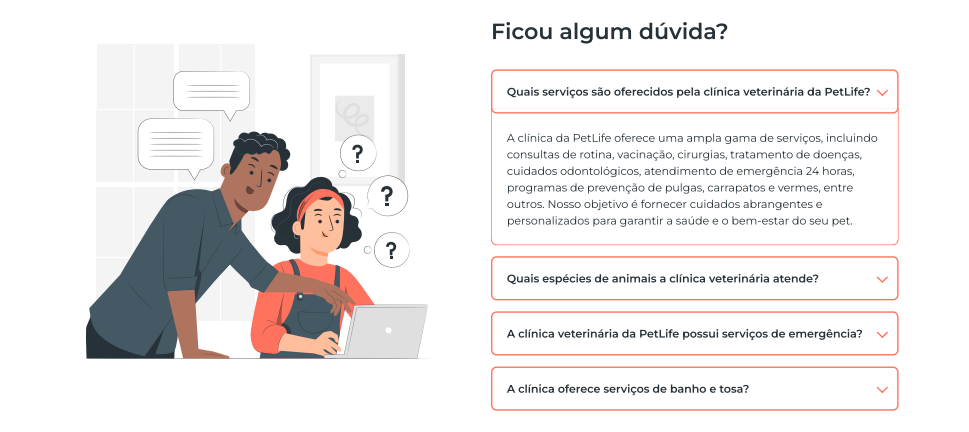 Ficou algum dúvida?
Quais serviços são oferecidos pela clínica veterinária da PetLife?
A clínica da PetLife oferece uma ampla gama de serviços, incluindo
consultas de rotina, vacinação, cirurgias, tratamento de doenças,
cuidados odontológicos, atendimento de emergência 24 horas,
programas de prevenção de pulgas, carrapatos e vermes, entre
outros. Nosso objetivo é fornecer cuidados abrangentes e
personalizados para garantir a saúde e o bem-estar do seu pet.
Quais espécies de animais a clínica veterinária atende?
A clínica veterinária da PetLife possui serviços de emergência?
A clínica oferece serviços de banho e tosa?
?
?
?